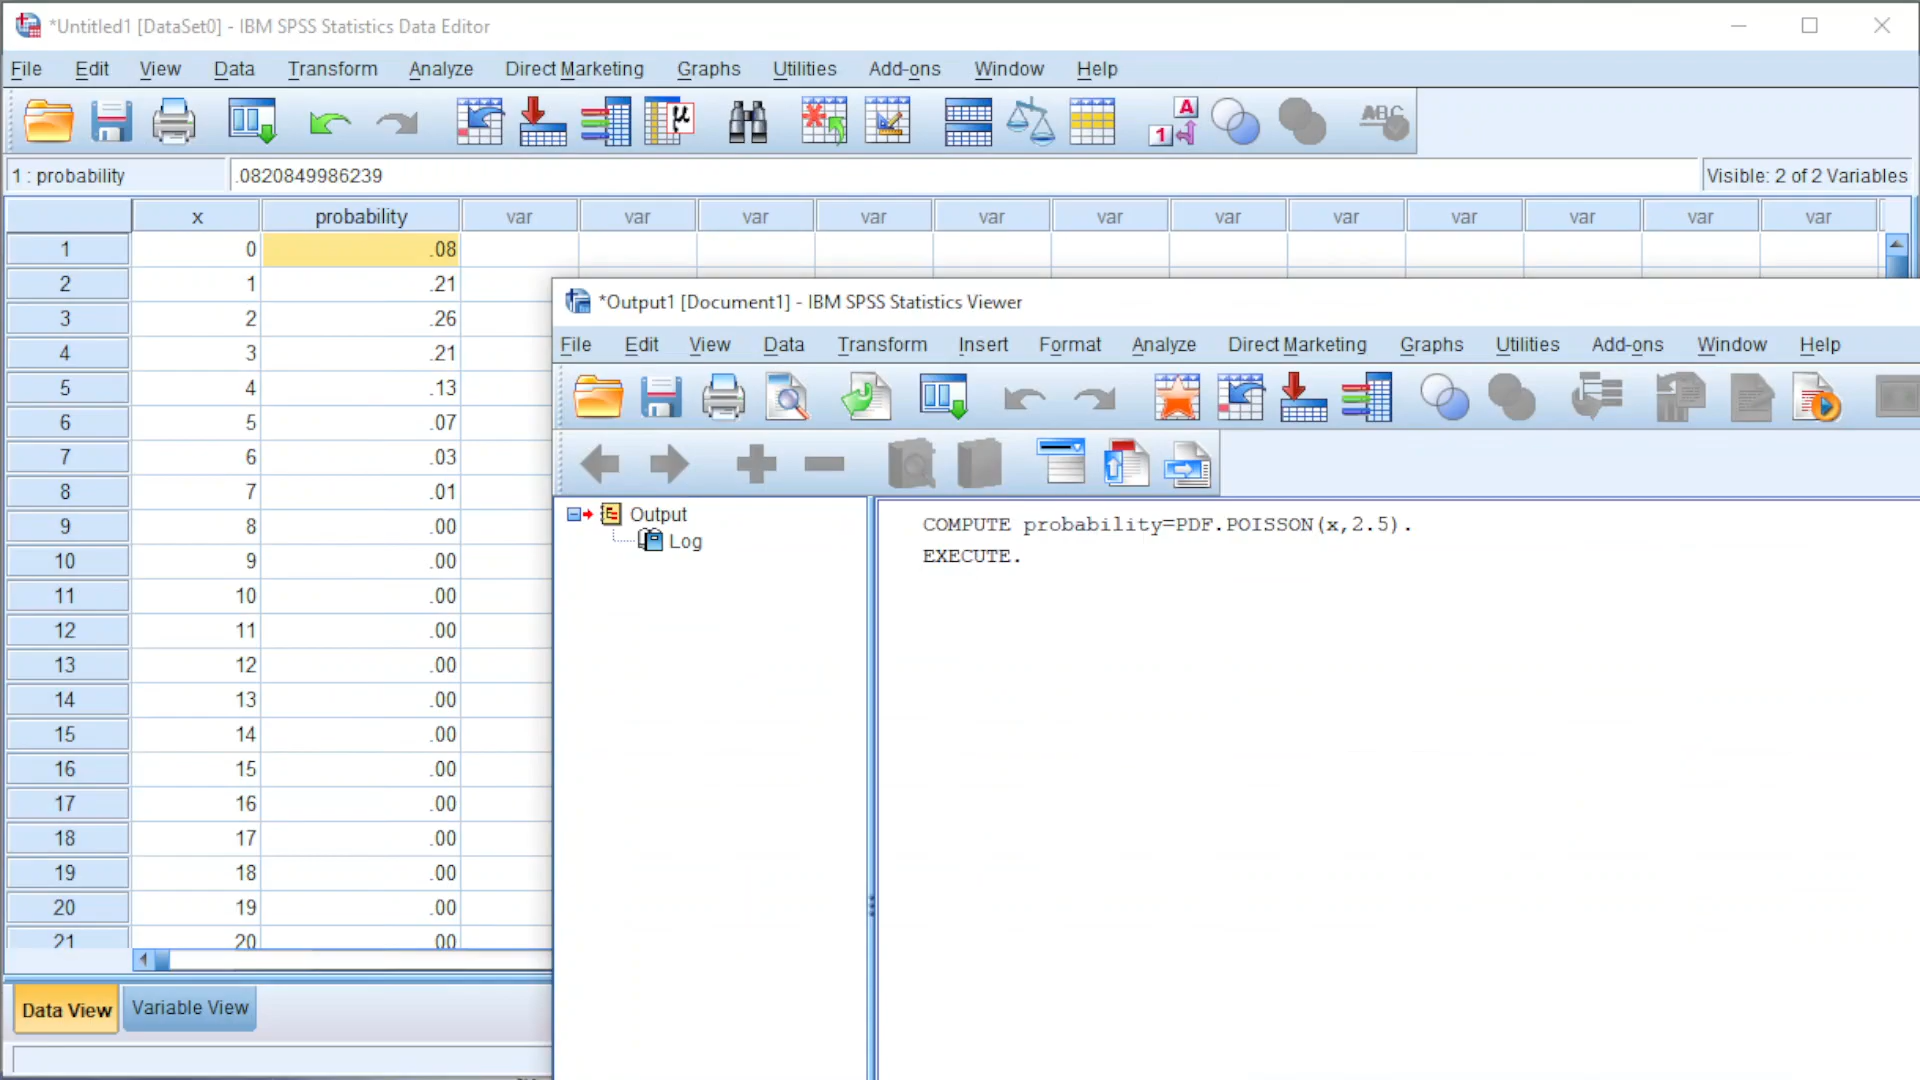 *Untitled1 [DataSet0] - IBM SPSS Statistics Data Editor
File Edit View Data Transform Analyze Direct Marketing Graphs Utilities Add-ons Window Help
1 : probability .0820849986239 Visible: 2 of 2 Variables
x probability var var var var var var var var var var var var
1 0 .08
2 1 .21
3 2 .26
4 3 .21
5 4 .13
6 5 .07
7 6 .03
8 7 .01
9 8 .00
10 9 .00
11 10 .00
12 11 .00
13 12 .00
14 13 .00
15 14 .00
16 15 .00
17 16 .00
18 17 .00
19 18 .00
20 19 .00
21 20 00
Data View Variable View
*Output1 [Document1] - IBM SPSS Statistics Viewer
File Edit View Data Transform Insert Format Analyze Direct Marketing Graphs Utilities Add-ons Window Help
Output
Log
COMPUTE probability=PDF.POISSON(x,2.5).
EXECUTE.